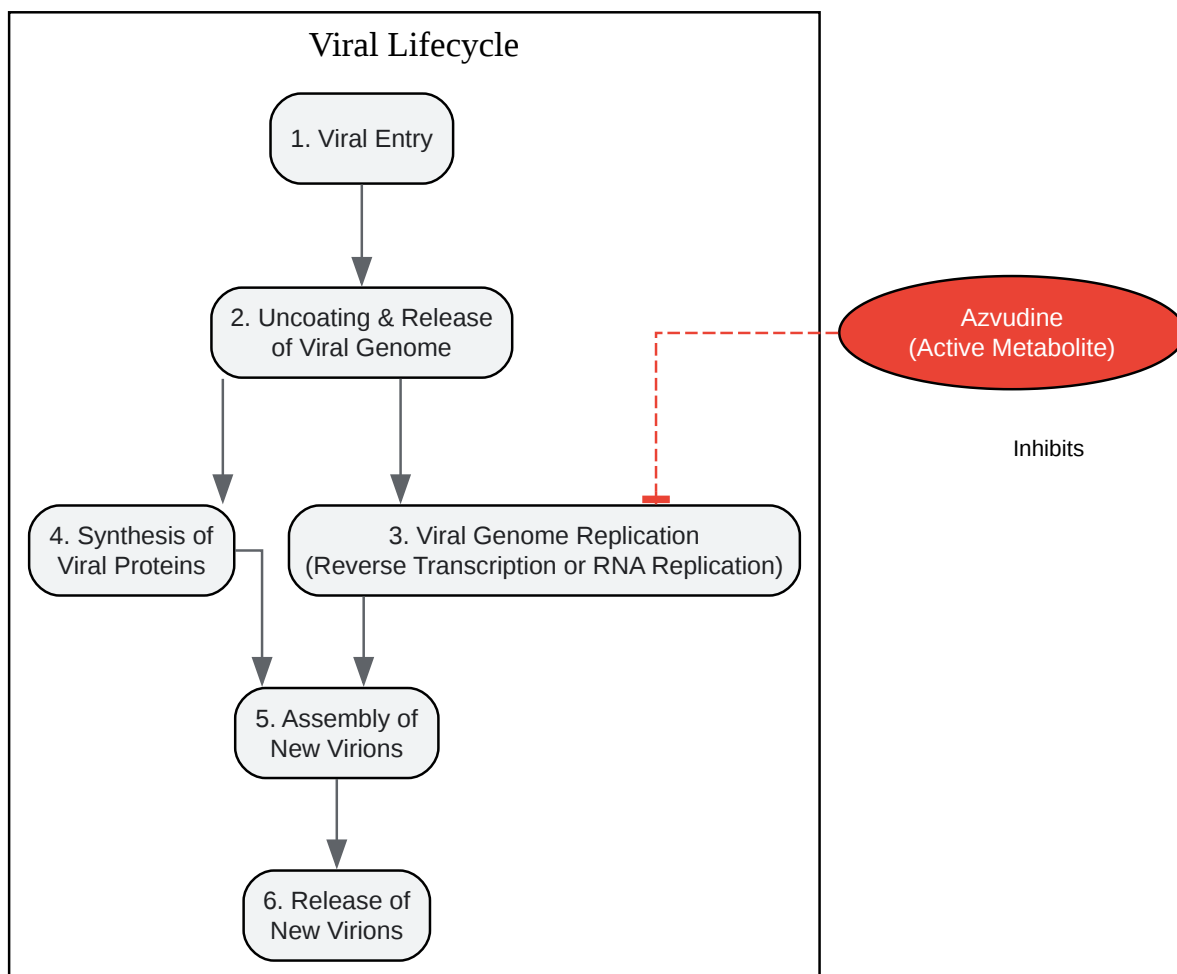 Viral Lifecycle
1. Viral Entry
2. Uncoating & Release
of Viral Genome
Azvudine
(Active Metabolite)
Inhibits
4. Synthesis of
Viral Proteins
3. Viral Genome Replication
(Reverse Transcription or RNA Replication)
5. Assembly of
New Virions
6. Release of
New Virions